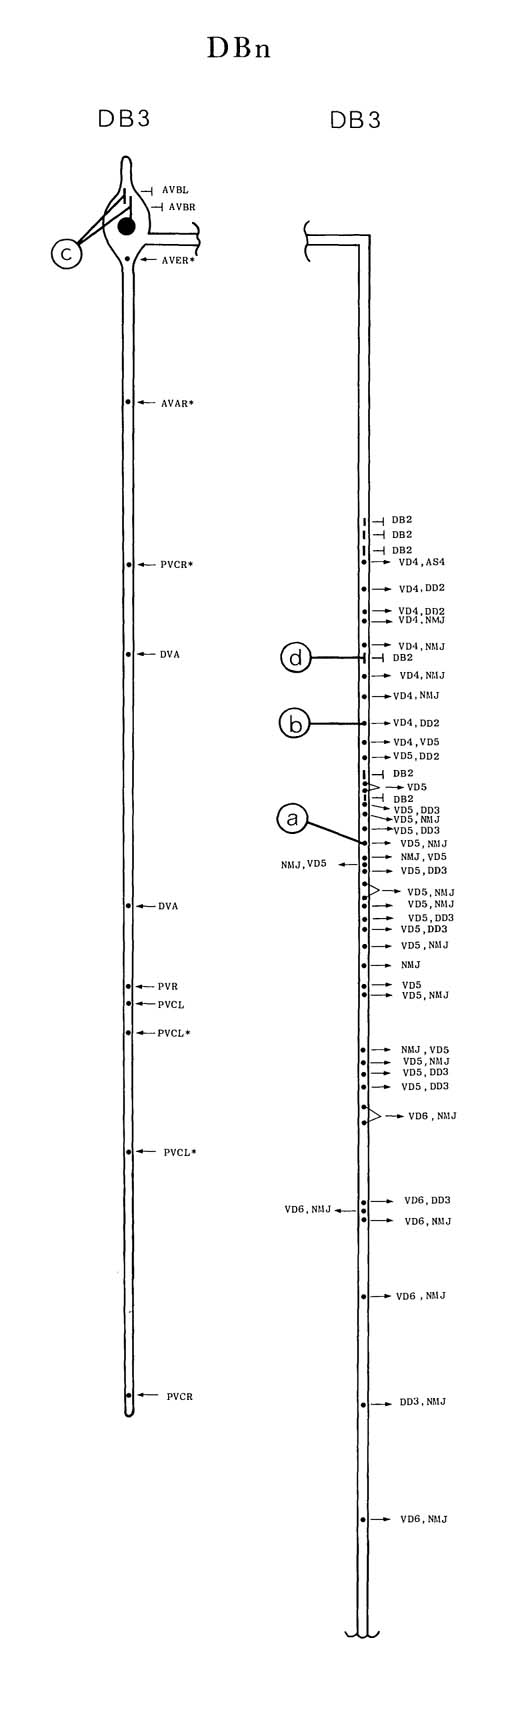 DBn
DB3
DB3
AVBL
AVBR
c
AVER*
AVAR*
PVCR*
DVA
DVA
PVR
PVCL
PVCL*
PVCL*
PVCR
DB2
DB2
DB2
VD4,AS4
VD4,DD2
VD4,DD2
VD4,NMJ
VD4,NMJ
d
DB2
VD4,NMJ
VD4,NMJ
b
VD4,DD2
VD4,VD5
VD5,DD2
DB2
VD5
DB2
VD5,DD3
VD5,NMJ
a
VD5,DD3
VD5,NMJ
NMJ,VD5
NMJ,VD5
VD5,DD3
VD5,NMJ
VD5,NMJ
VD5,DD3
VD5,DD3
VD5,NMJ
NMJ
VD5
VD5,NMJ
NMJ,VD5
VD5,NMJ
VD5,DD3
VD5,DD3
VD6,NMJ
VD6,DD3
VD6,NMJ
VD6,NMJ
VD6,NMJ
DD3,NMJ
VD6,NMJ